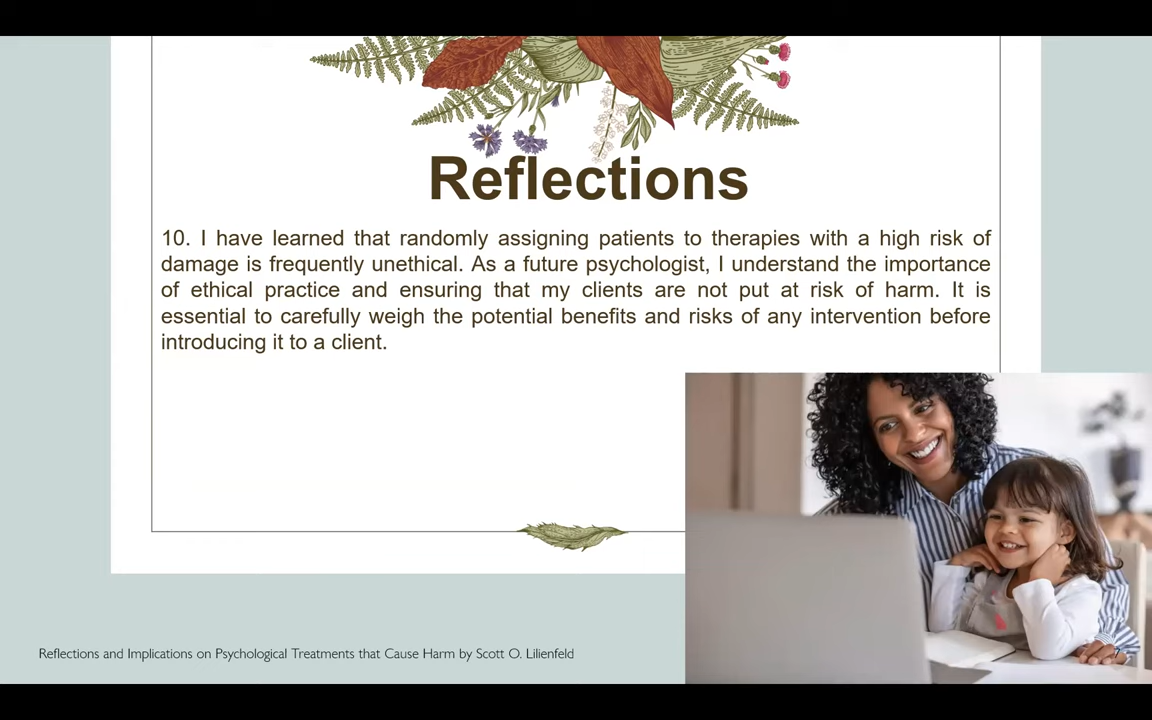 Reflections
10. I have learned that randomly assigning patients to therapies with a high risk of
damage is frequently unethical. As a future psychologist, I understand the importance
of ethical practice and ensuring that my clients are not put at risk of harm. It is
essential to carefully weigh the potential benefits and risks of any intervention before
introducing it to a client.
Reflections and Implications on Psychological Treatments that Cause Harm by Scott O. Lilienfeld